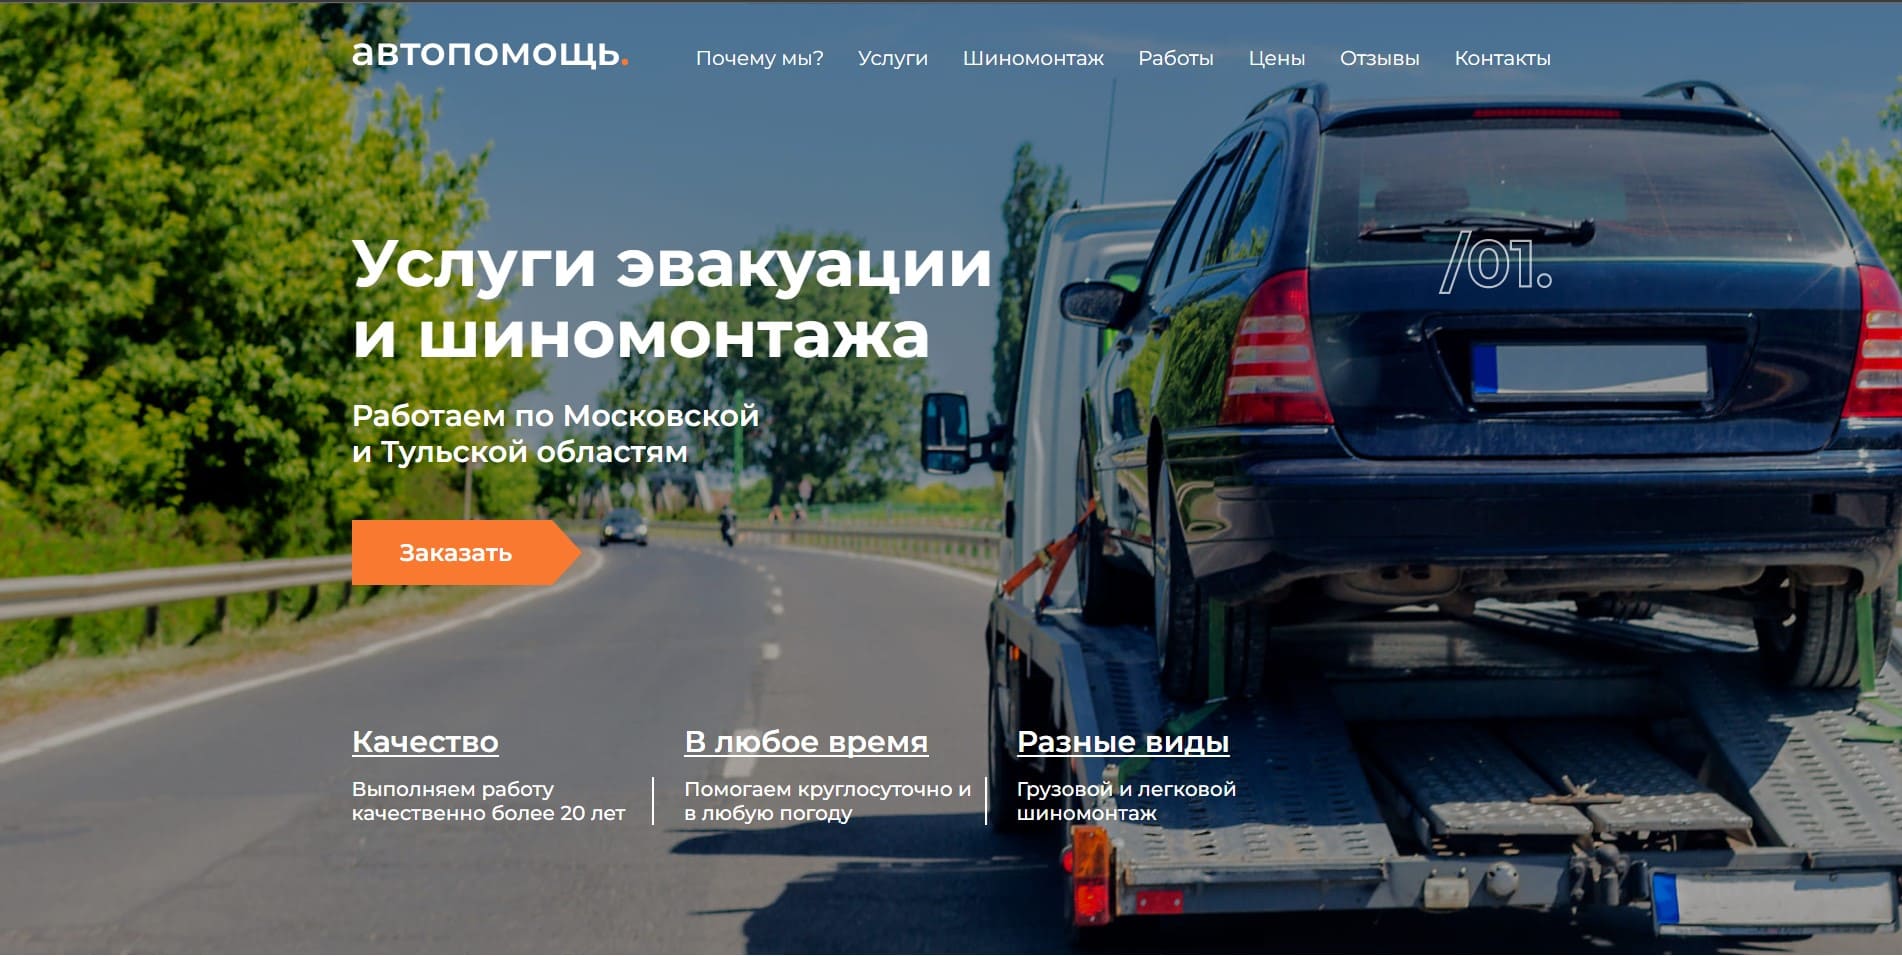 автопомощь.
Почему мы? Услуги Шиномонтаж Работы Цены Отзывы Контакты
Услуги эвакуации
и шиномонтажа
/01.
Работаем по Московской
и Тульской областям
Заказать
Качество
Выполняем работу
качественно более 20 лет
В любое время
Помогаем круглосуточно и
в любую погоду
Разные виды
Грузовой и легковой
шиномонтаж